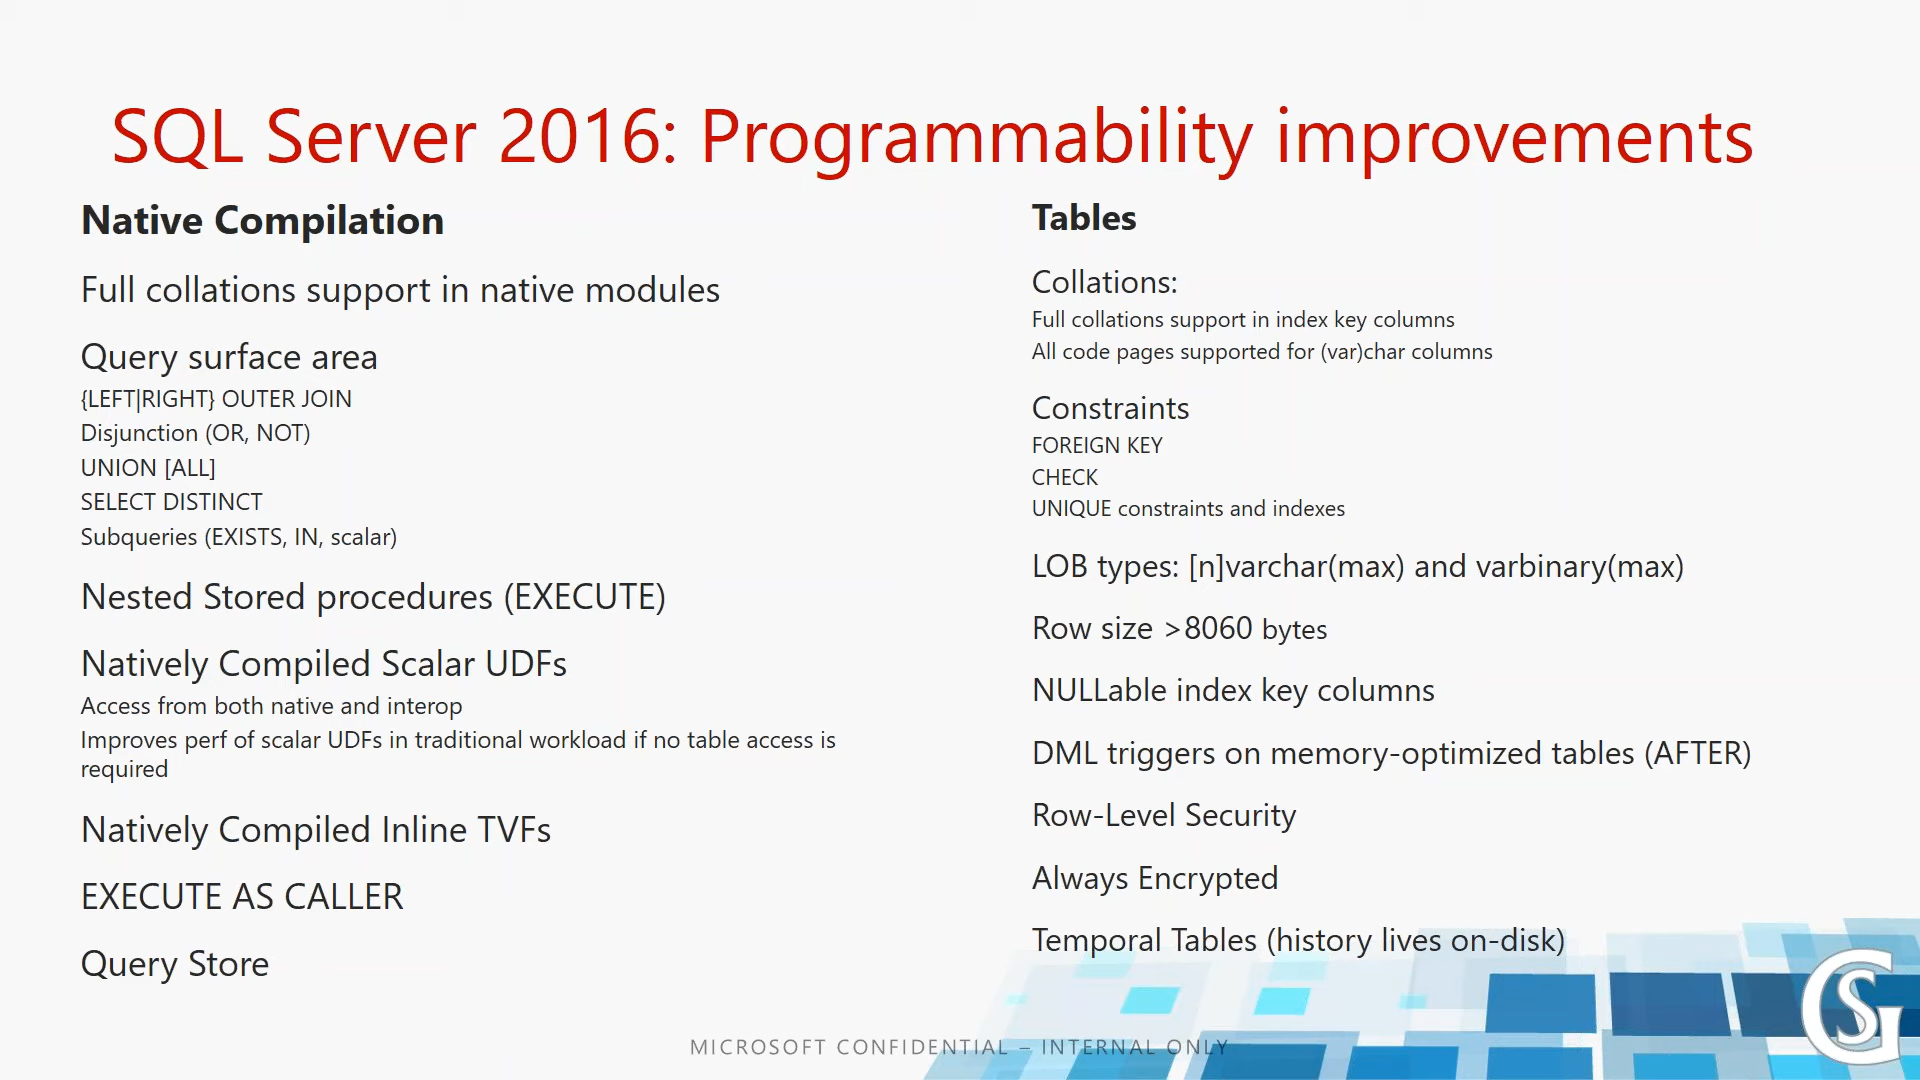 SQL Server 2016: Programmability improvements
Native Compilation
Full collations support in native modules
Query surface area
{LEFT|RIGHT} OUTER JOIN
Disjunction (OR, NOT)
UNION [ALL]
SELECT DISTINCT
Subqueries (EXISTS, IN, scalar)
Nested Stored procedures (EXECUTE)
Natively Compiled Scalar UDFs
Access from both native and interop
Improves perf of scalar UDFs in traditional workload if no table access is
required
Natively Compiled Inline TVFs
EXECUTE AS CALLER
Query Store
Tables
Collations:
Full collations support in index key columns
All code pages supported for (var)char columns
Constraints
FOREIGN KEY
CHECK
UNIQUE constraints and indexes
LOB types: [n]varchar(max) and varbinary(max)
Row size >8060 bytes
NULLable index key columns
DML triggers on memory-optimized tables (AFTER)
Row-Level Security
Always Encrypted
Temporal Tables (history lives on-disk)
MICROSOFT CONFIDENTIAL – INTERNAL ONLY
GS